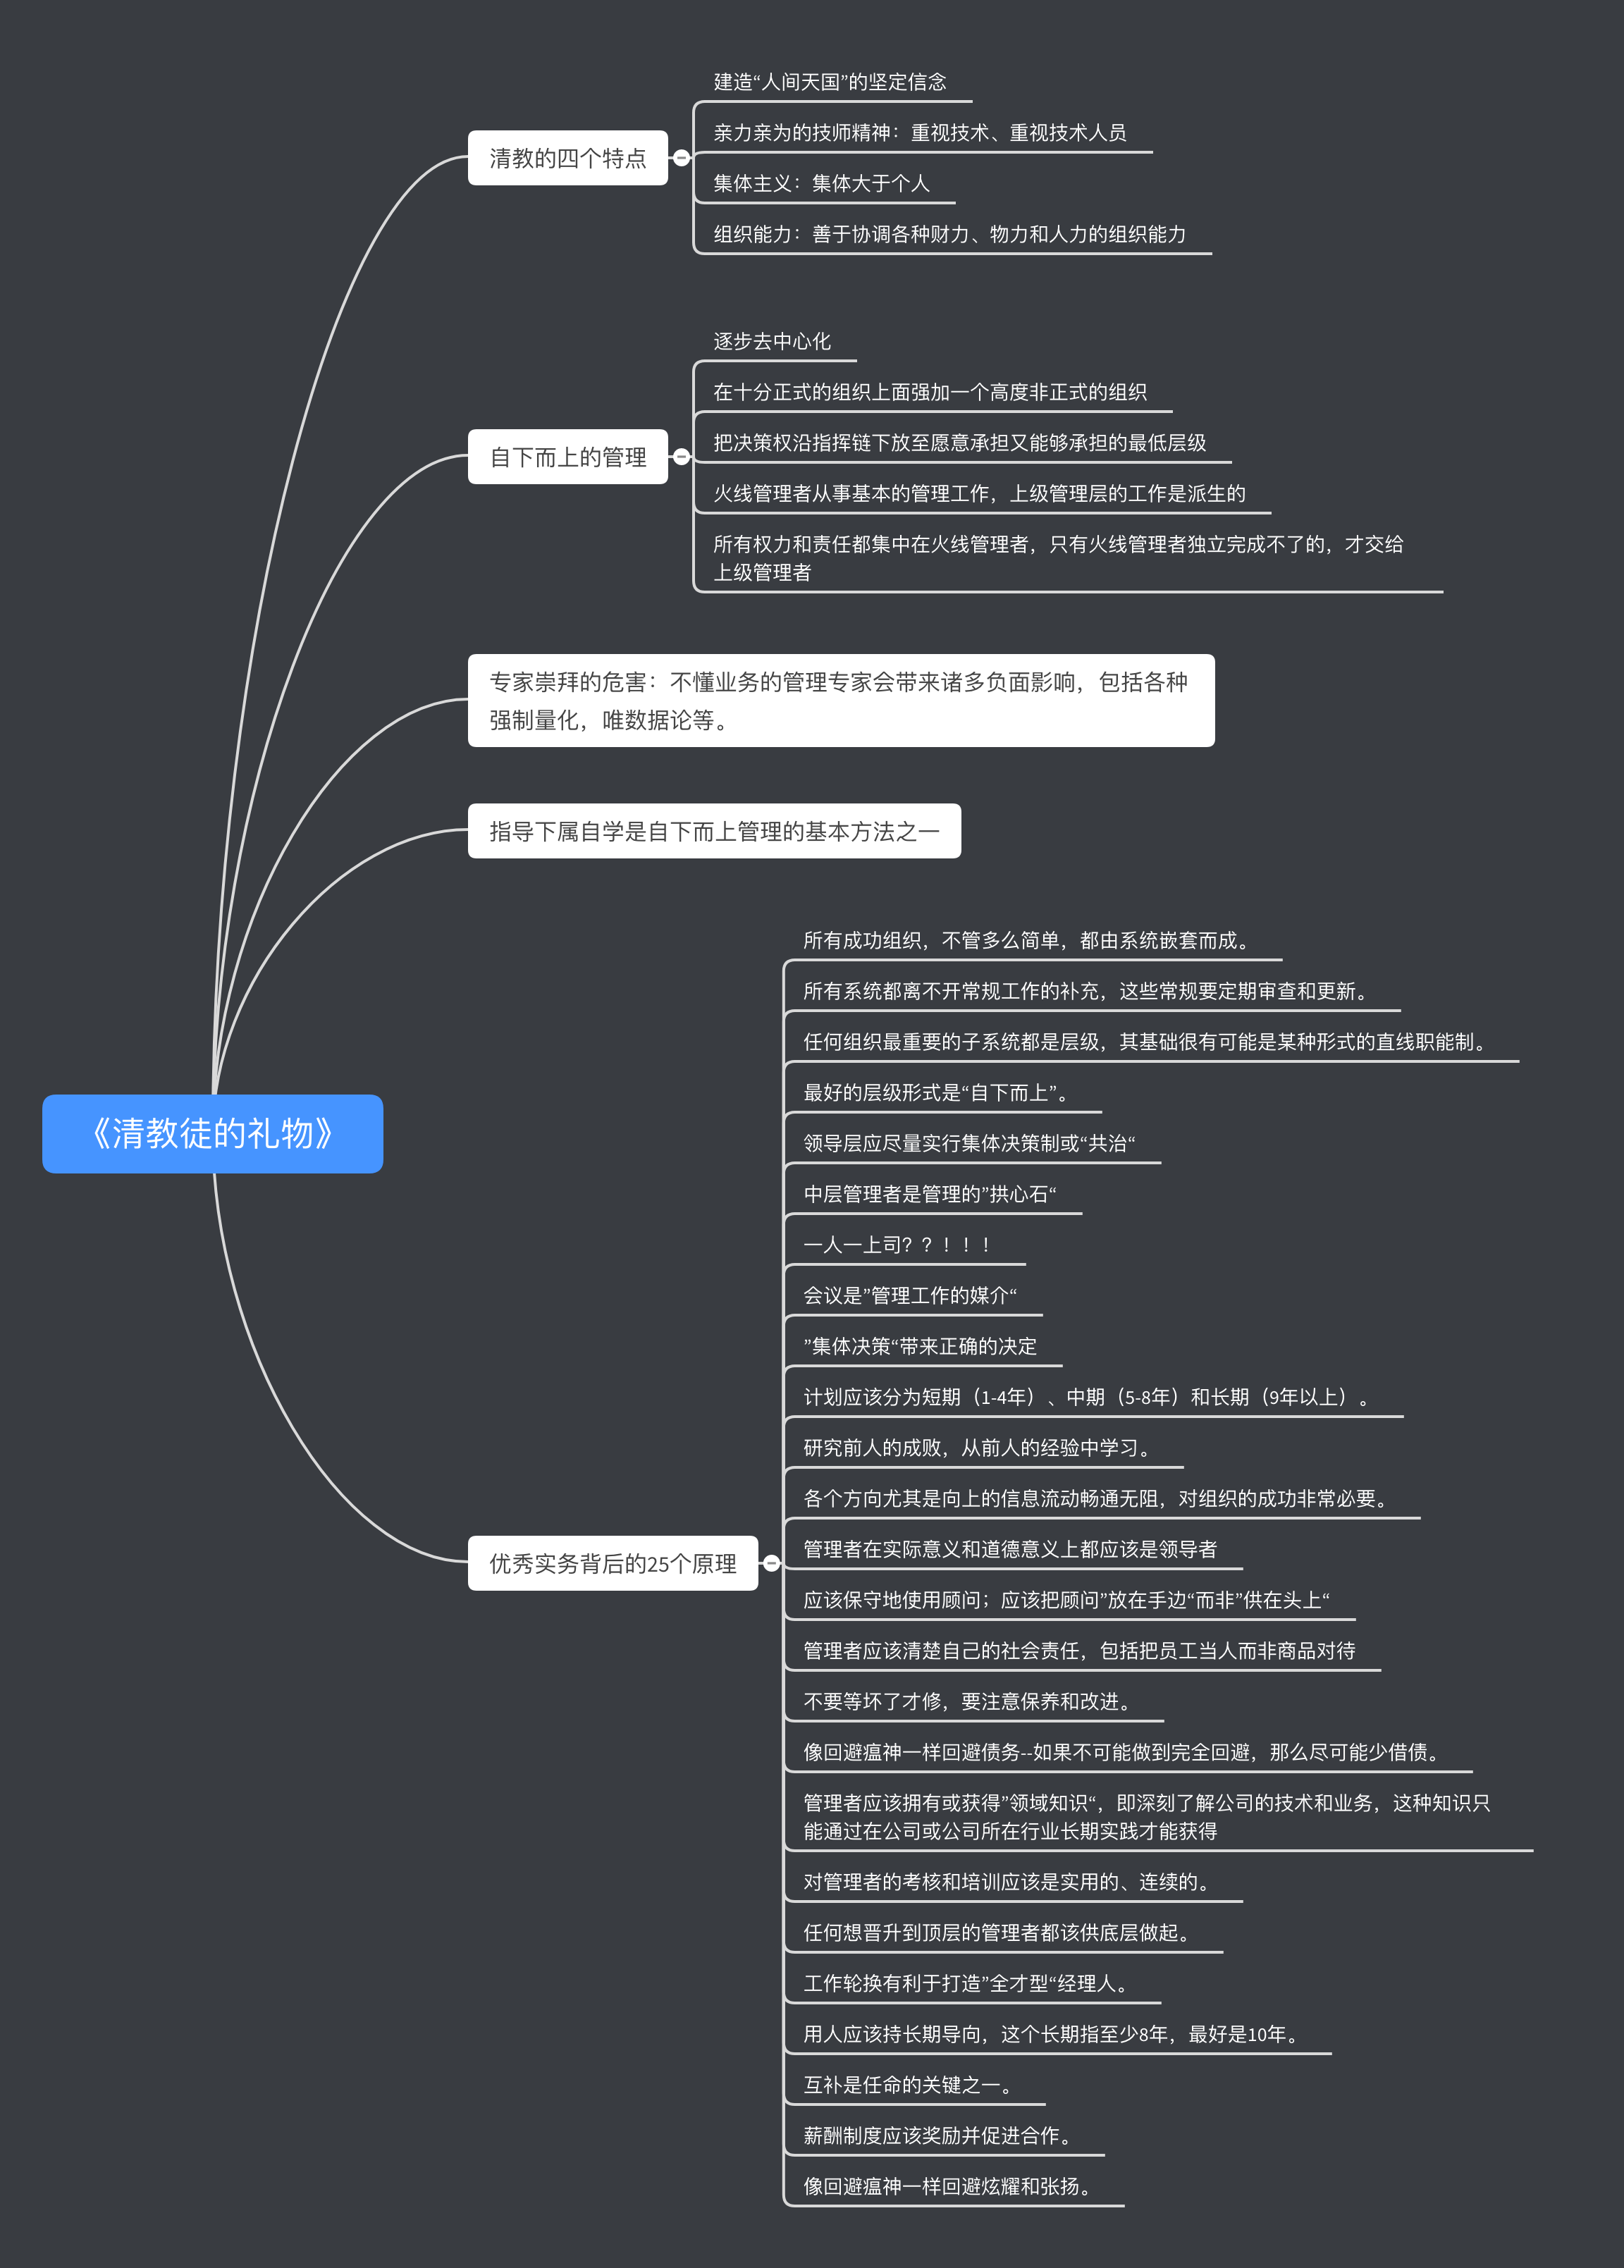 建造“人间天国”的坚定信念
亲力亲为的技师精神：重视技术、重视技术人员
清教的四个特点
集体主义：集体大于个人
组织能力：善于协调各种财力、物力和人力的组织能力
逐步去中心化
在十分正式的组织上面强加一个高度非正式的组织
把决策权沿指挥链下放至愿意承担又能够承担的最低层级
自下而上的管理
火线管理者从事基本的管理工作，上级管理层的工作是派生的
所有权力和责任都集中在火线管理者，只有火线管理者独立完成不了的，才交给
上级管理者
专家崇拜的危害：不懂业务的管理专家会带来诸多负面影响，包括各种
强制量化，唯数据论等。
指导下属自学是自下而上管理的基本方法之一
《清教徒的礼物》
所有成功组织，不管多么简单，都由系统嵌套而成。
所有系统都离不开常规工作的补充，这些常规要定期审查和更新。
任何组织最重要的子系统都是层级，其基础很有可能是某种形式的直线职能制。
最好的层级形式是“自下而上”。
领导层应尽量实行集体决策制或“共治“
中层管理者是管理的”拱心石“
一人一上司？？！！！
会议是”管理工作的媒介“
”集体决策“带来正确的决定
计划应该分为短期（1-4年）、中期（5-8年）和长期（9年以上）。
研究前人的成败，从前人的经验中学习。
各个方向尤其是向上的信息流动畅通无阻，对组织的成功非常必要。
管理者在实际意义和道德意义上都应该是领导者
优秀实务背后的25个原理
应该保守地使用顾问；应该把顾问”放在手边“而非”供在头上“
管理者应该清楚自己的社会责任，包括把员工当人而非商品对待
不要等坏了才修，要注意保养和改进。
像回避瘟神一样回避债务--如果不可能做到完全回避，那么尽可能少借债。
管理者应该拥有或获得”领域知识“，即深刻了解公司的技术和业务，这种知识只
能通过在公司或公司所在行业长期实践才能获得
对管理者的考核和培训应该是实用的、连续的。
任何想晋升到顶层的管理者都该供底层做起。
工作轮换有利于打造”全才型“经理人。
用人应该持长期导向，这个长期指至少8年，最好是10年。
互补是任命的关键之一。
薪酬制度应该奖励并促进合作。
像回避瘟神一样回避炫耀和张扬。